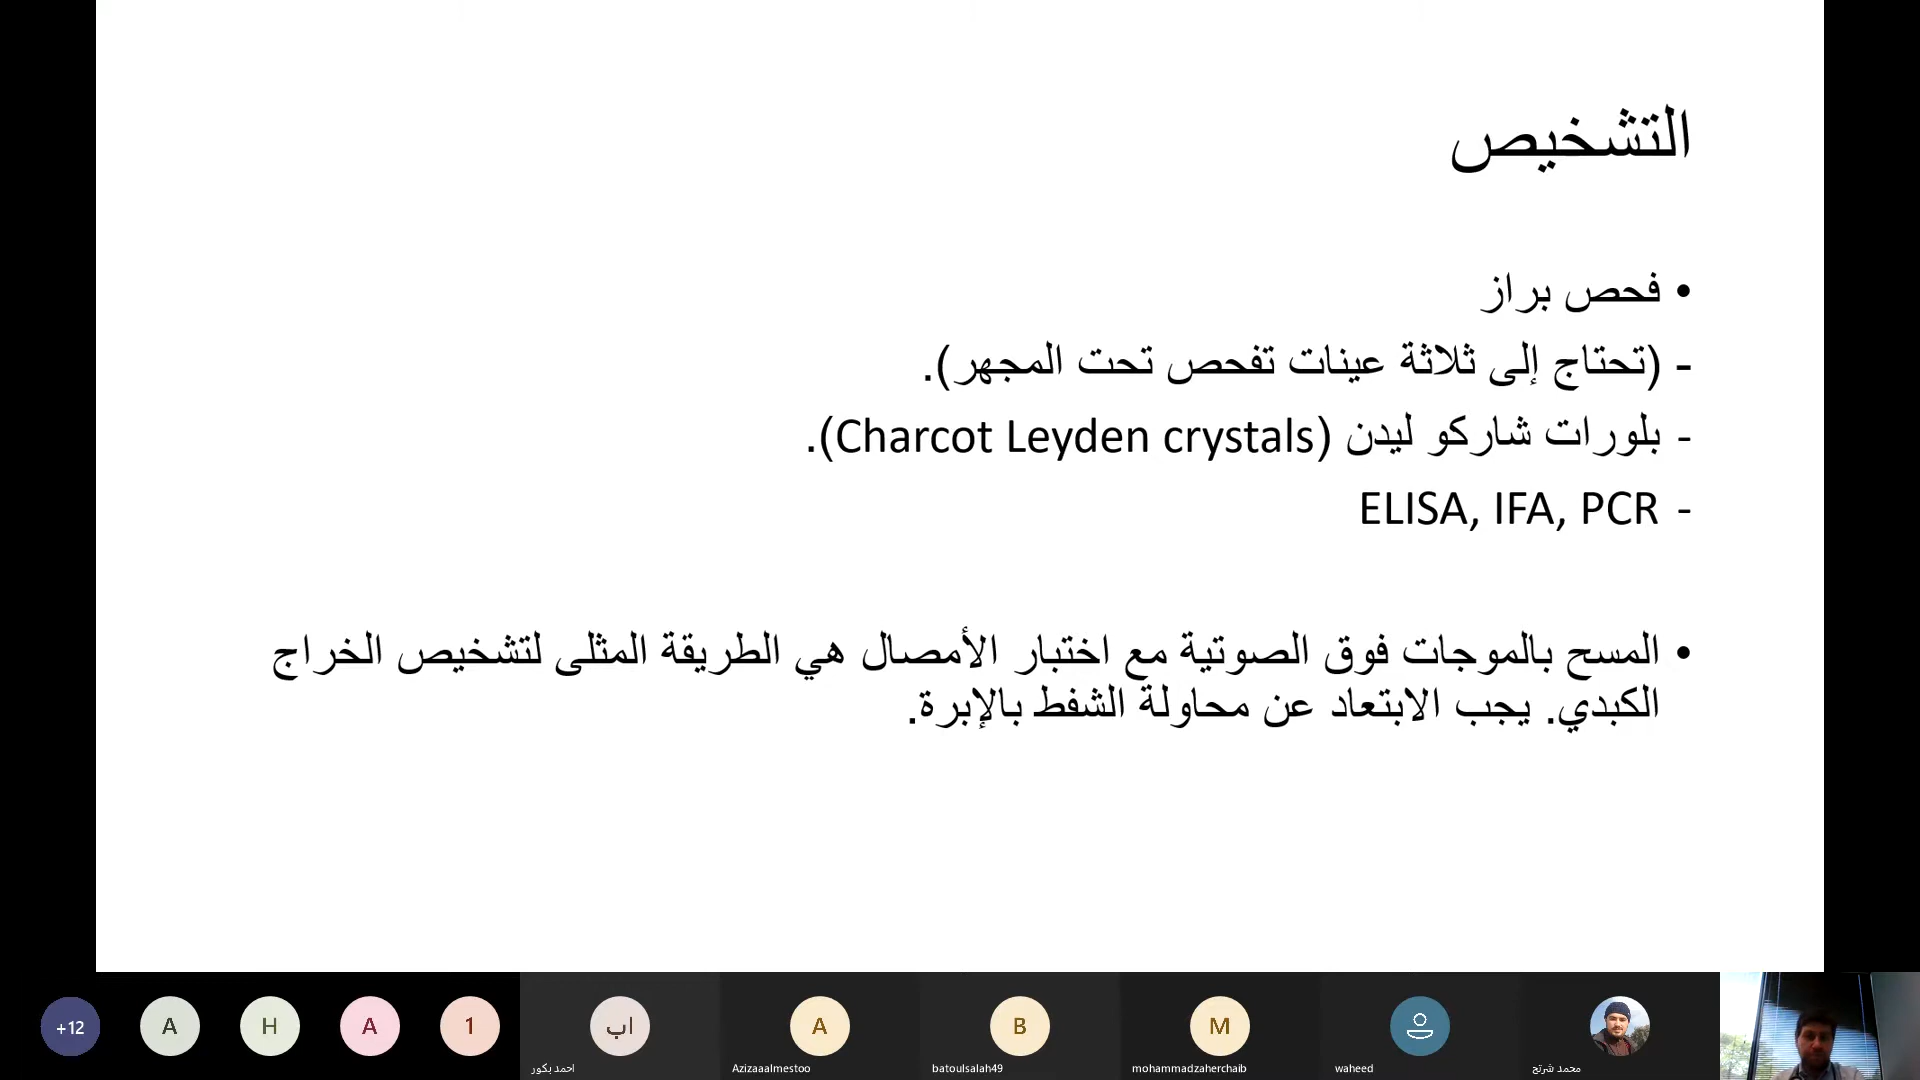 التشخيص
• فحص براز
- (تحتاج إلى ثلاثة عينات تفحص تحت المجهر).
- بلورات شاركو ليدن (Charcot Leyden crystals).
- ELISA, IFA, PCR
• المسح بالموجات فوق الصوتية مع اختبار الأمصال هي الطريقة المثلى لتشخيص الخراج
الكبدي. يجب الابتعاد عن محاولة الشفط بالإبرة.
+12
A
H
A
1
اب
A
B
M
احمد بكور
Azizaaalmestoo
batoulsalah49
mohammadzaherchaib
waheed
محمد شرتح